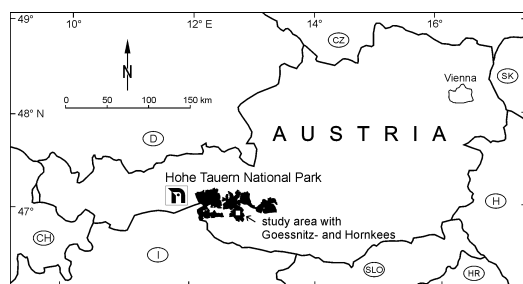 49°
10° E
12° E
14°
16°
CZ
SK
Vienna
N
0 50 100 150 km
48° N
D
AUSTRIA
Hohe Tauern National Park
47°
study area with
Goessnitz- and Hornkees
CH
I
H
SLO
HR